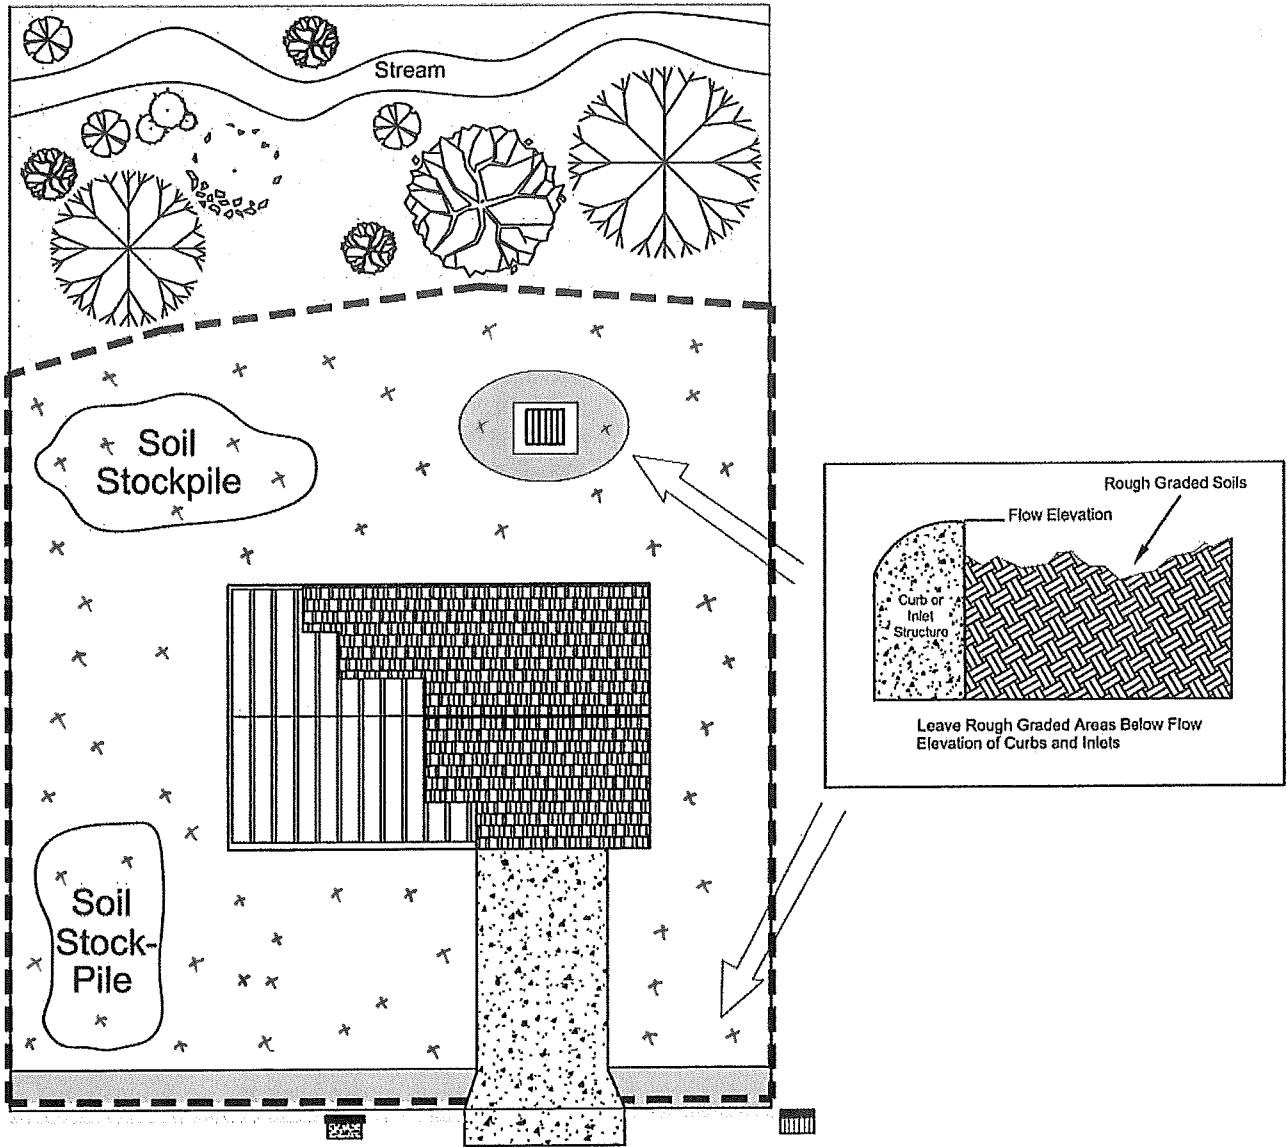 Stream
Soil
Stockpile
Rough Graded Soils
Flow Elevation
Curb or
Inlet
Structure
Leave Rough Graded Areas Below Flow
Elevation of Curbs and Inlets
Soil
Stock-
Pile